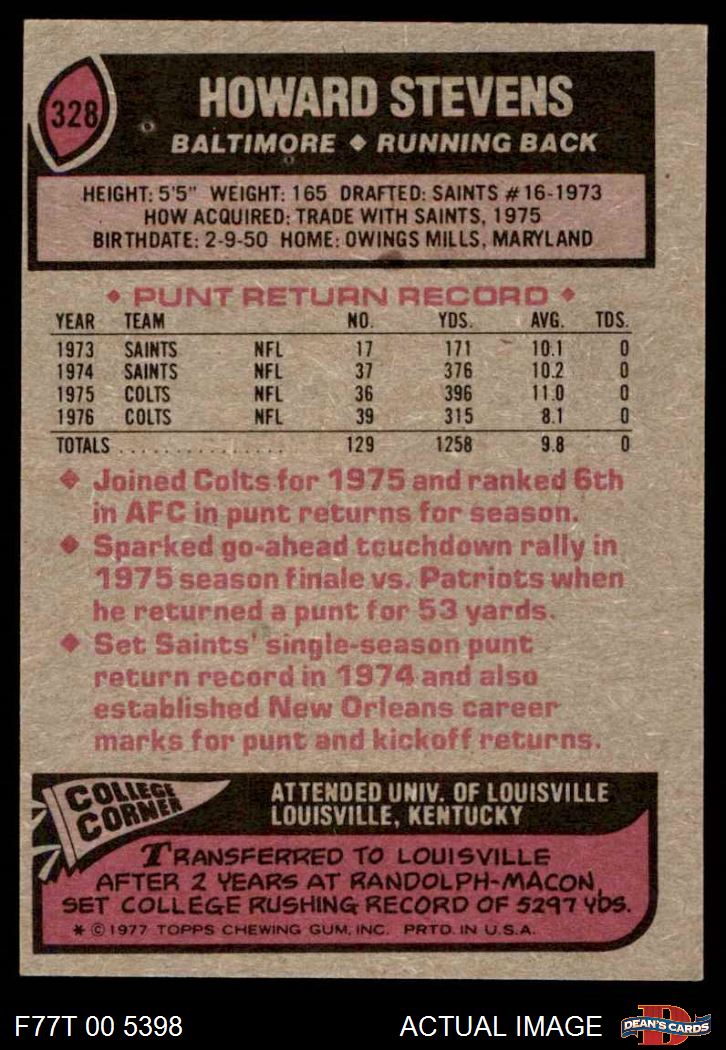 328
HOWARD STEVENS
BALTIMORE ◆ RUNNING BACK
HEIGHT: 5'5" WEIGHT: 165 DRAFTED: SAINTS #16-1973
HOW ACQUIRED: TRADE WITH SAINTS, 1975
BIRTHDATE: 2-9-50 HOME: OWINGS MILLS, MARYLAND
◆ PUNT RETURN RECORD ◆
YEAR TEAM NO. YDS. AVG. TDS.
1973 SAINTS NFL 17 171 10.1 0
1974 SAINTS NFL 37 376 10.2 0
1975 COLTS NFL 36 396 11.0 0
1976 COLTS NFL 39 315 8.1 0
TOTALS ................ 129 1258 9.8 0
◆ Joined Colts for 1975 and ranked 6th
in AFC in punt returns for season.
◆ Sparked go-ahead touchdown rally in
1975 season finale vs. Patriots when
he returned a punt for 53 yards.
◆ Set Saints' single-season punt
return record in 1974 and also
established New Orleans career
marks for punt and kickoff returns.
COLLEGE
CORNER
ATTENDED UNIV. OF LOUISVILLE
LOUISVILLE, KENTUCKY
TRANSFERRED TO LOUISVILLE
AFTER 2 YEARS AT RANDOLPH-MACON.
SET COLLEGE RUSHING RECORD OF 5297 YDS.
* © 1977 TOPPS CHEWING GUM, INC. PRTD. IN U.S.A.
F77T 00 5398 ACTUAL IMAGE D DEAN'S CARDS